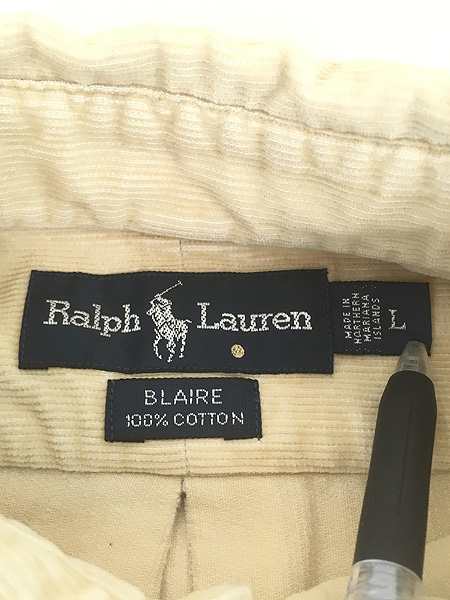 Ralph Lauren
MADE IN
NORTHERN
MARIANA
ISLANDS
L
BLAIRE
100% COTTON